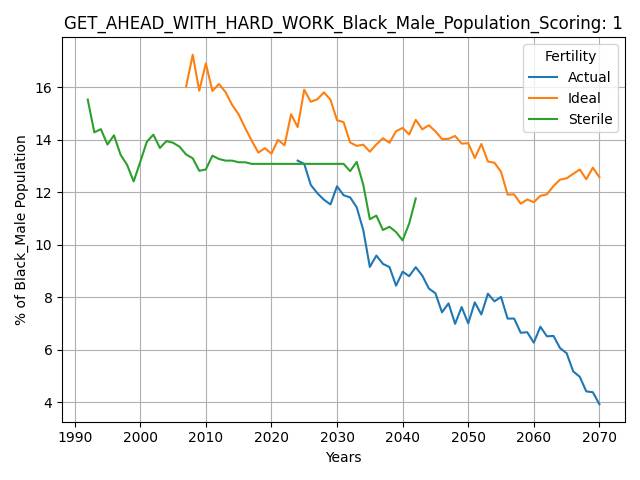 GET_AHEAD_WITH_HARD_WORK_Black_Male_Population_Scoring: 1
Fertility
Actual
Ideal
Sterile
% of Black_Male Population
16
14
12
10
8
6
4
1990 2000 2010 2020 2030 2040 2050 2060 2070
Years